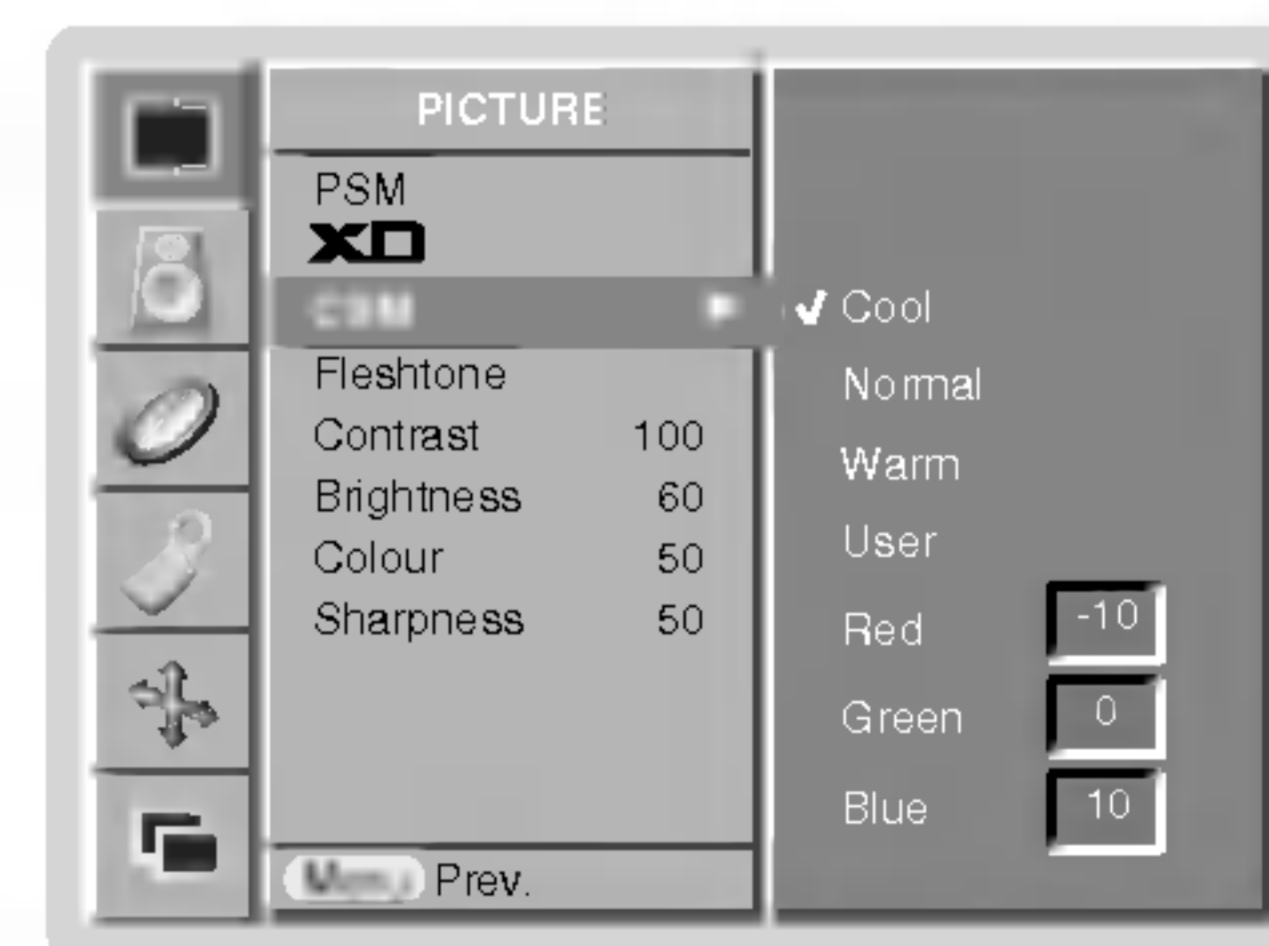 PICTURE
PSM
XD
Fleshtone
Contrast 100
Brightness 60
Colour 50
Sharpness 50
Prev.
Cool
Normal
Warm
User
Red -10
Green 0
Blue 10